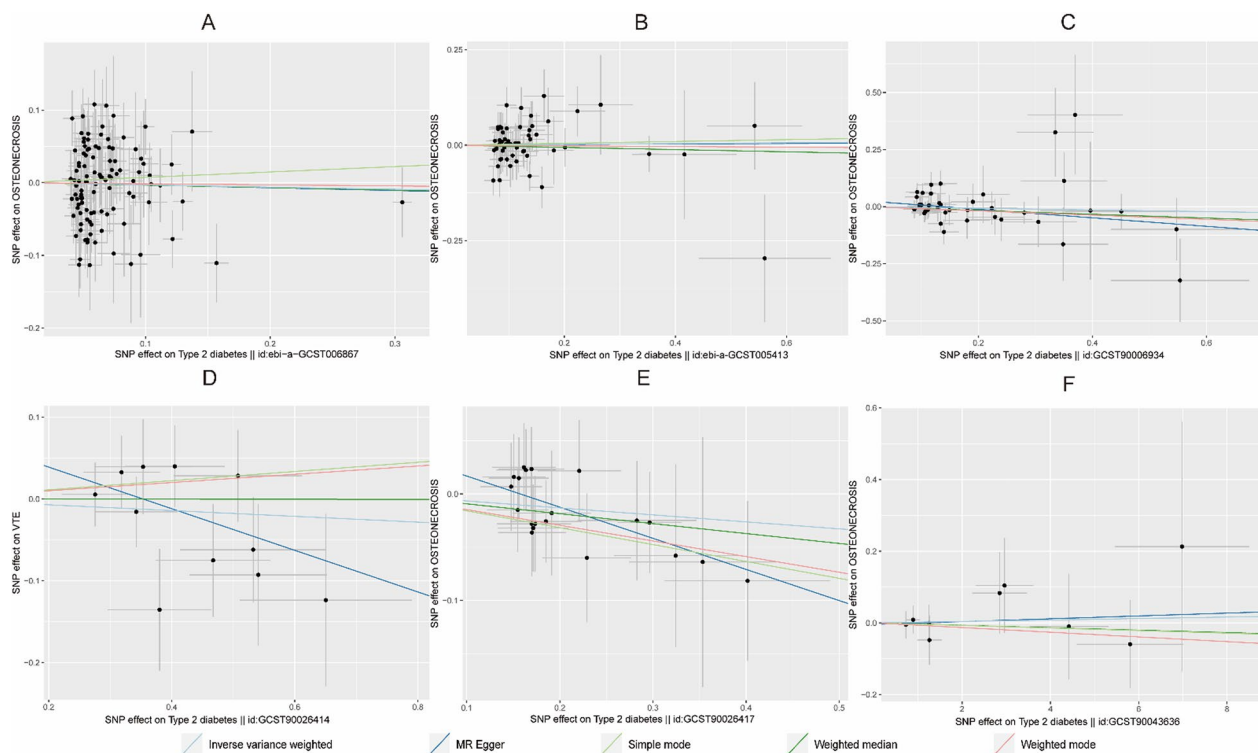 A
B
C
SNP effect on OSTEONECROSIS
0.1
0.0
−0.1
−0.2
0.1
0.2
0.3
SNP effect on Type 2 diabetes || id:ebi−a−GCST006867
SNP effect on OSTEONECROSIS
0.25
0.00
−0.25
0.2
0.4
0.6
SNP effect on Type 2 diabetes || id:ebi-a-GCST005413
SNP effect on OSTEONECROSIS
0.50
0.25
0.00
−0.25
−0.50
0.2
0.4
0.6
SNP effect on Type 2 diabetes || id:GCST90006934
D
E
F
SNP effect on VTE
0.1
0.0
−0.1
−0.2
0.2
0.4
0.6
0.8
SNP effect on Type 2 diabetes || id:GCST90026414
SNP effect on OSTEONECROSIS
0.0
−0.1
0.1
0.2
0.3
0.4
0.5
SNP effect on Type 2 diabetes || id:GCST90026417
SNP effect on OSTEONECROSIS
0.6
0.4
0.2
0.0
−0.2
2
4
6
8
SNP effect on Type 2 diabetes || id:GCST90043636
Inverse variance weighted
MR Egger
Simple mode
Weighted median
Weighted mode